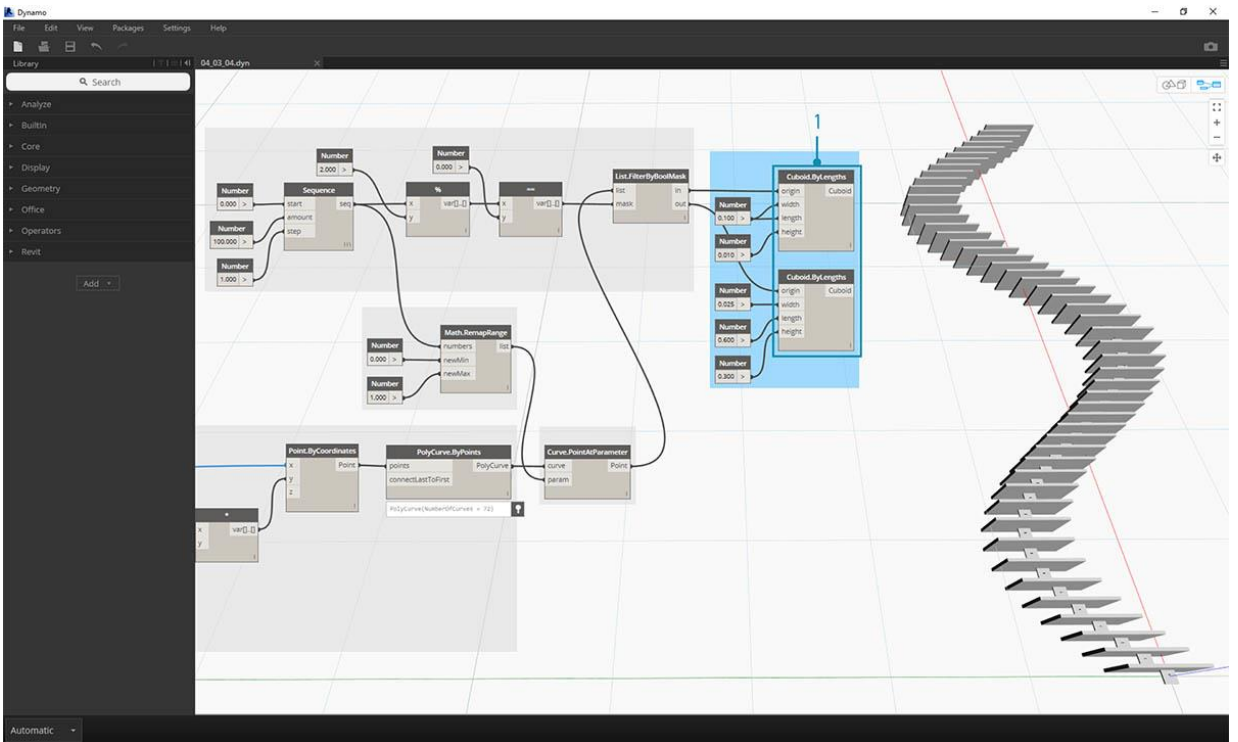 Dynamo
File Edit View Packages Settings Help
Library
04_03_04.dyn
Search
Analyze
BuiltIn
Core
Display
Geometry
Office
Operators
Revit
Add
1
Number
2.000 >
Number
0.000 >
Number
0.000 >
Number
100.000 >
Number
1.000 >
Sequence
start seq
amount
step
%
x var[]..[]
y
==
x var[]..[]
y
List.FilterByBoolMask
list in
mask out
Number
0.100 >
Number
0.010 >
Cuboid.ByLengths
origin Cuboid
width
length
height
Number
0.025 >
Number
0.600 >
Number
0.300 >
Cuboid.ByLengths
origin Cuboid
width
length
height
Number
0.000 >
Number
1.000 >
Math.RemapRange
numbers list
newMin
newMax
Point.ByCoordinates
x Point
y
z
PolyCurve.ByPoints
points PolyCurve
connectLastToFirst
PolyCurve(NumberOfCurves = 72)
Curve.PointAtParameter
curve Point
param
*
x var[]..[]
y
Automatic